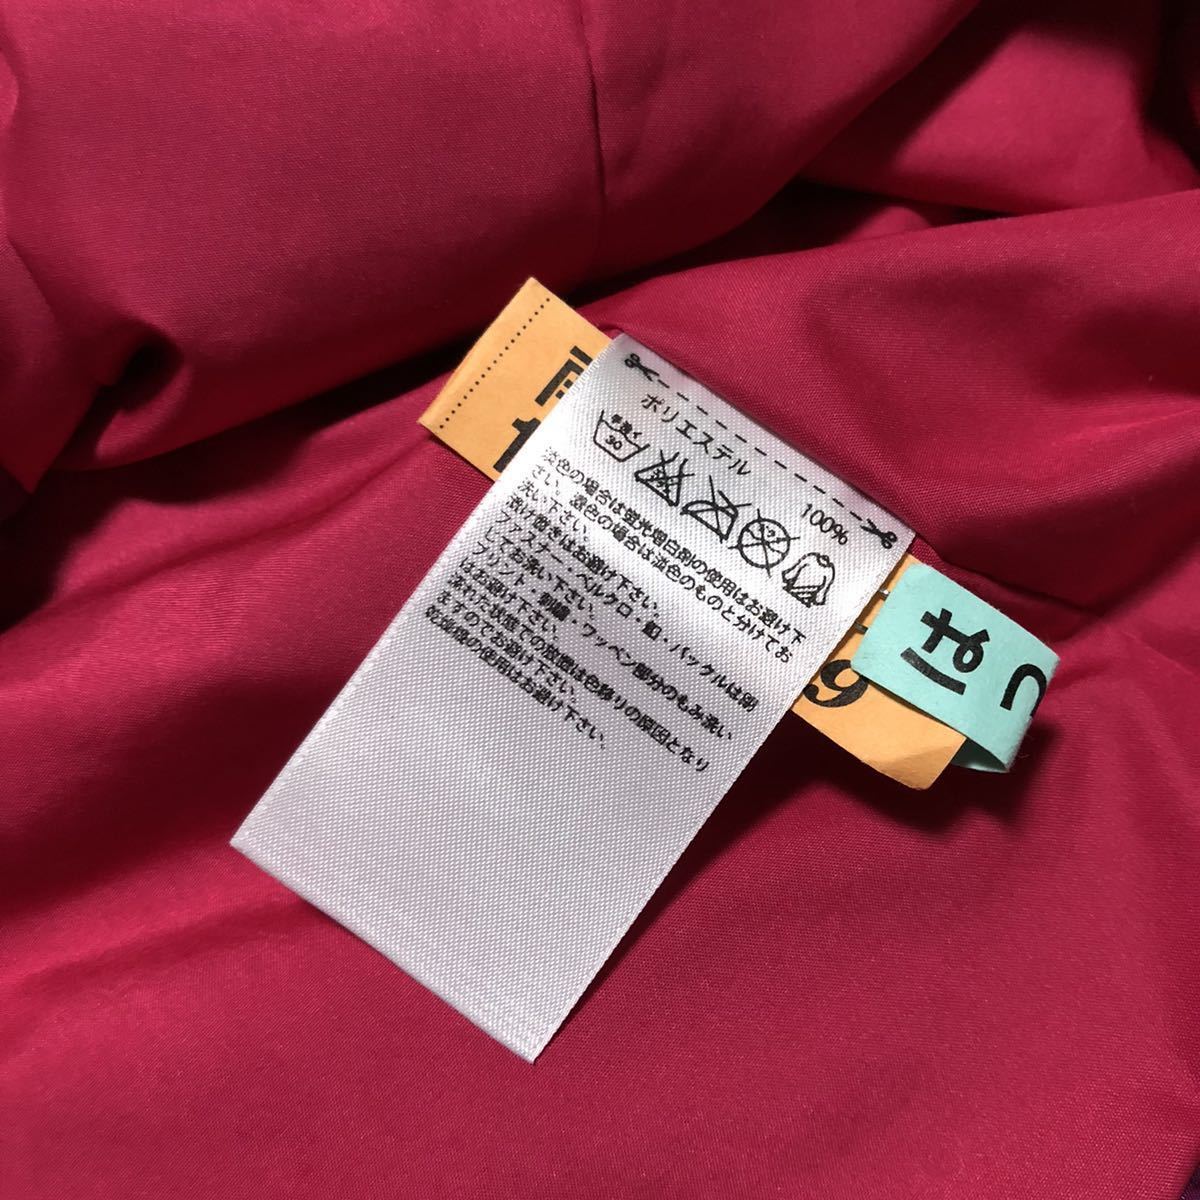 ポリエステル 100%
手洗イ
30
淡色の場合は蛍光増白剤の使用はお避け下
さい。濃色の場合は淡色のものと分けてお
洗い下さい。
漬け置きはお避け下さい。
ファスナー・ベルクロ・釦・バックルは閉
じてお洗い下さい。
プリント・刺繍・ワッペン部分のもみ洗い
はお避け下さい。
濡れた状態での放置は色移りの原因となり
ますのでお避け下さい。
乾燥機の使用はお避け下さい。
1
9